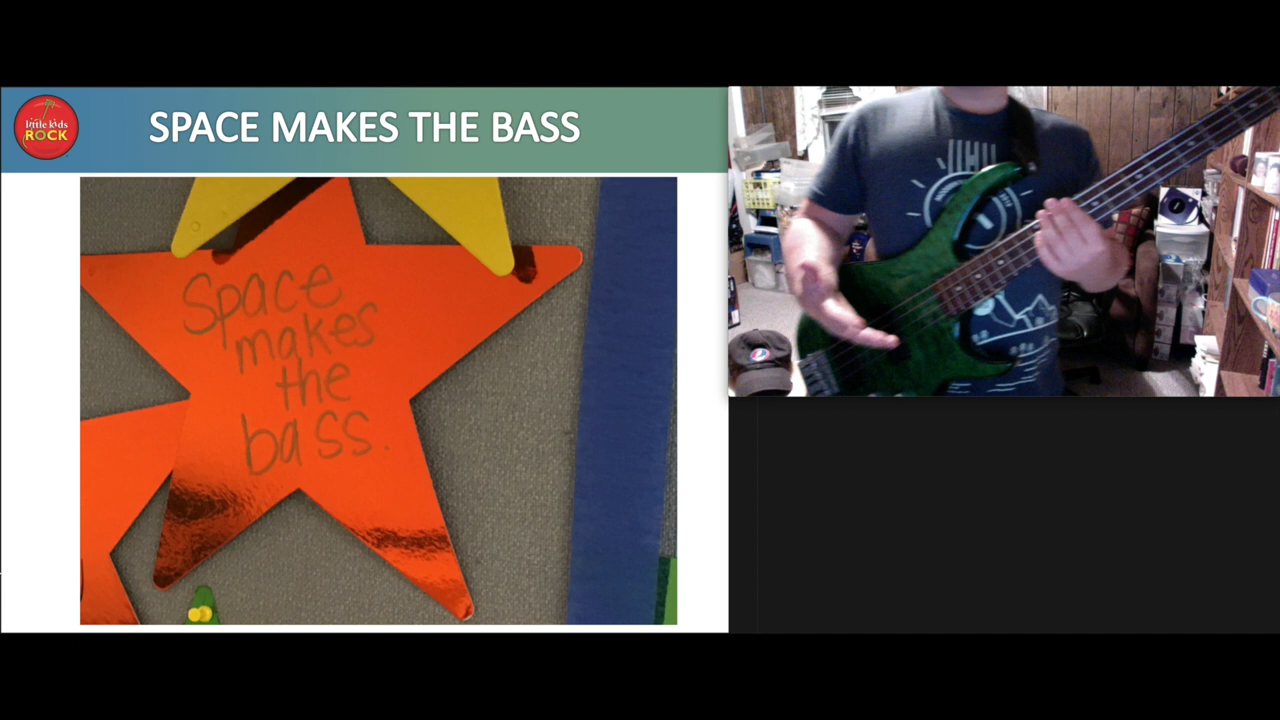 little kids
ROCK
SPACE MAKES THE BASS
Space
makes
the
bass.